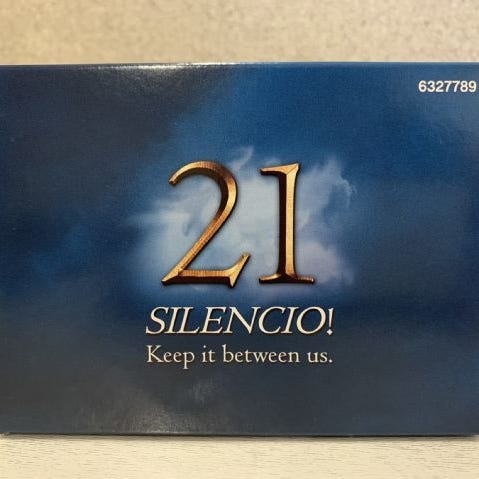 6327789
21
SILENCIO!
Keep it between us.